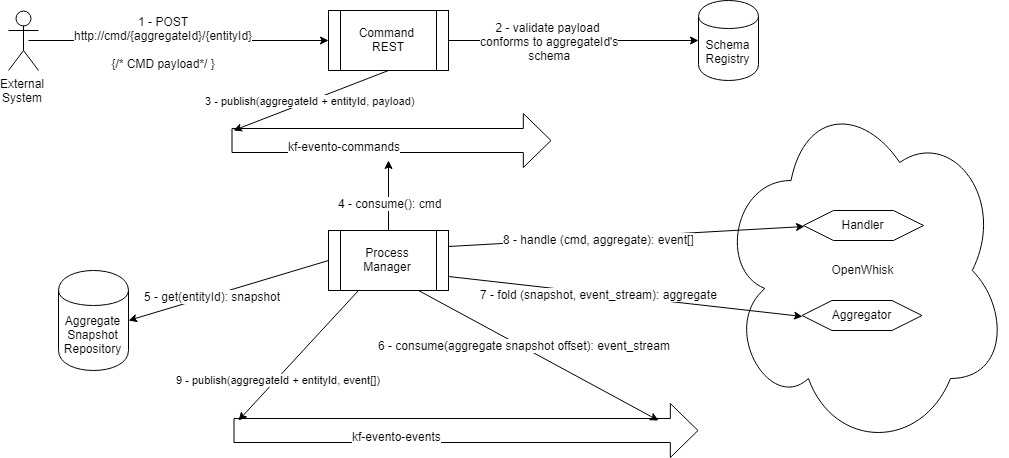 1 - POST
http://cmd/{aggregateId}/{entityId}
{/* CMD payload*/ }
External
System
Command
REST
2 - validate payload
conforms to aggregateId's
schema
Schema
Registry
3 - publish(aggregateId + entityId, payload)
kf-evento-commands
4 - consume(): cmd
Process
Manager
8 - handle (cmd, aggregate): event[]
Handler
OpenWhisk
7 - fold (snapshot, event_stream): aggregate
Aggregator
5 - get(entityId): snapshot
Aggregate
Snapshot
Repository
6 - consume(aggregate snapshot offset): event_stream
9 - publish(aggregateId + entityId, event[])
kf-evento-events